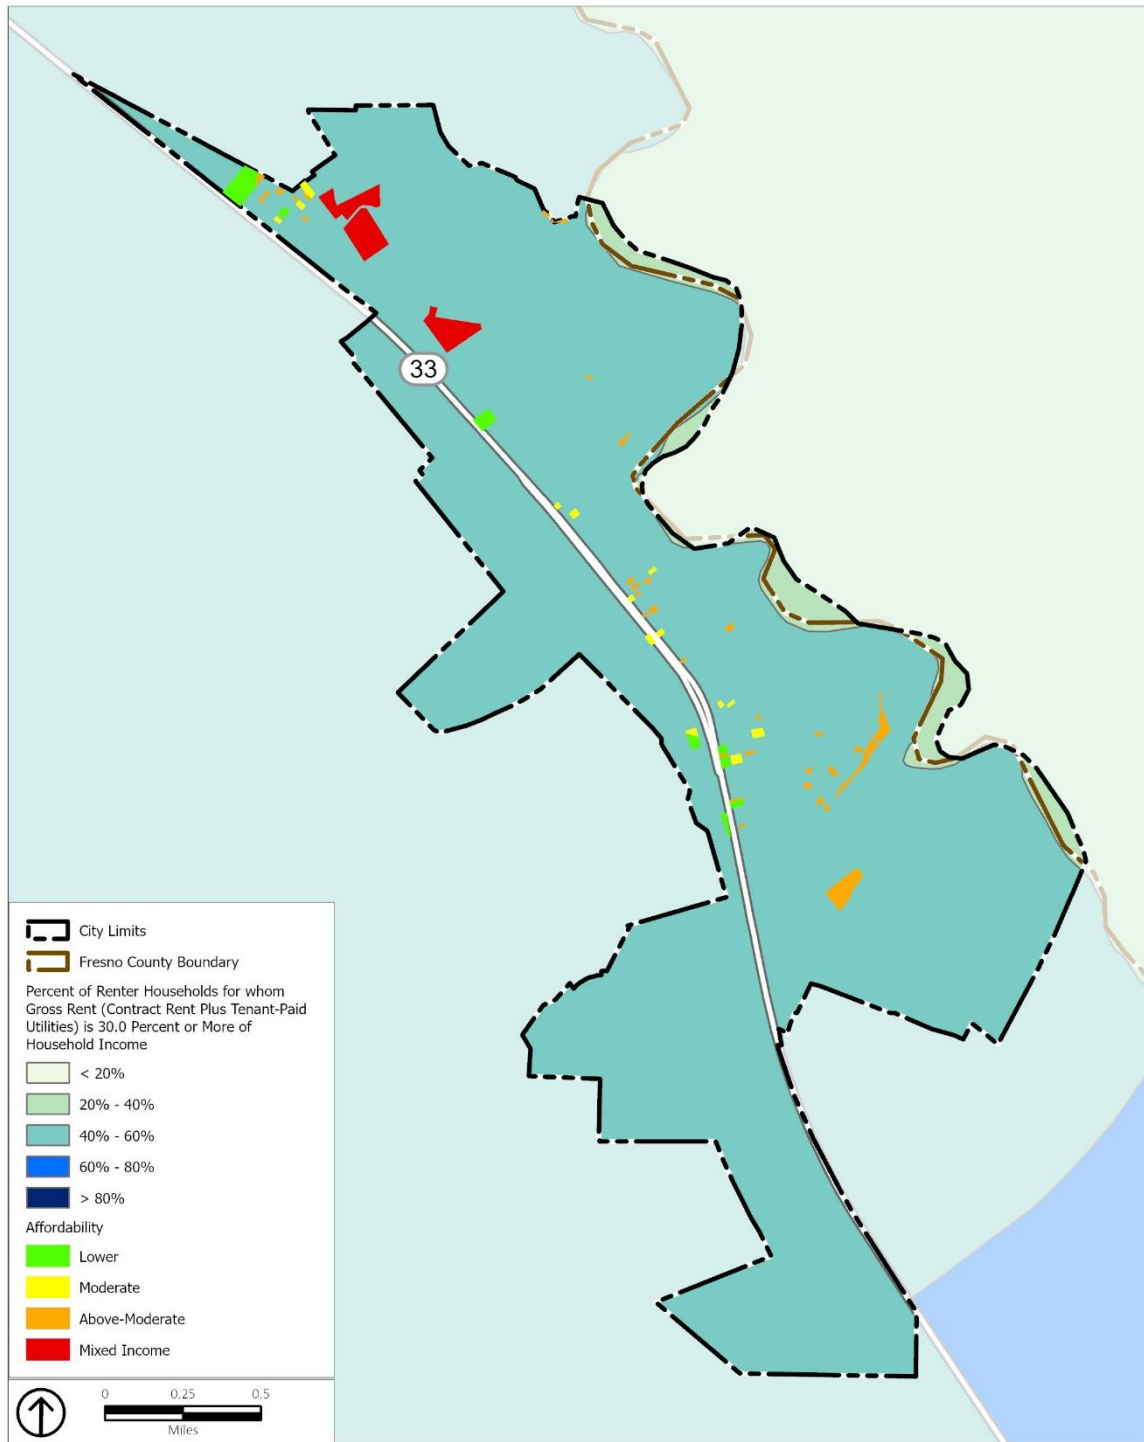 33
City Limits
Fresno County Boundary
Percent of Renter Households for whom
Gross Rent (Contract Rent Plus Tenant-Paid
Utilities) is 30.0 Percent or More of
Household Income
< 20%
20% - 40%
40% - 60%
60% - 80%
> 80%
Affordability
Lower
Moderate
Above-Moderate
Mixed Income
0 0.25 0.5
Miles